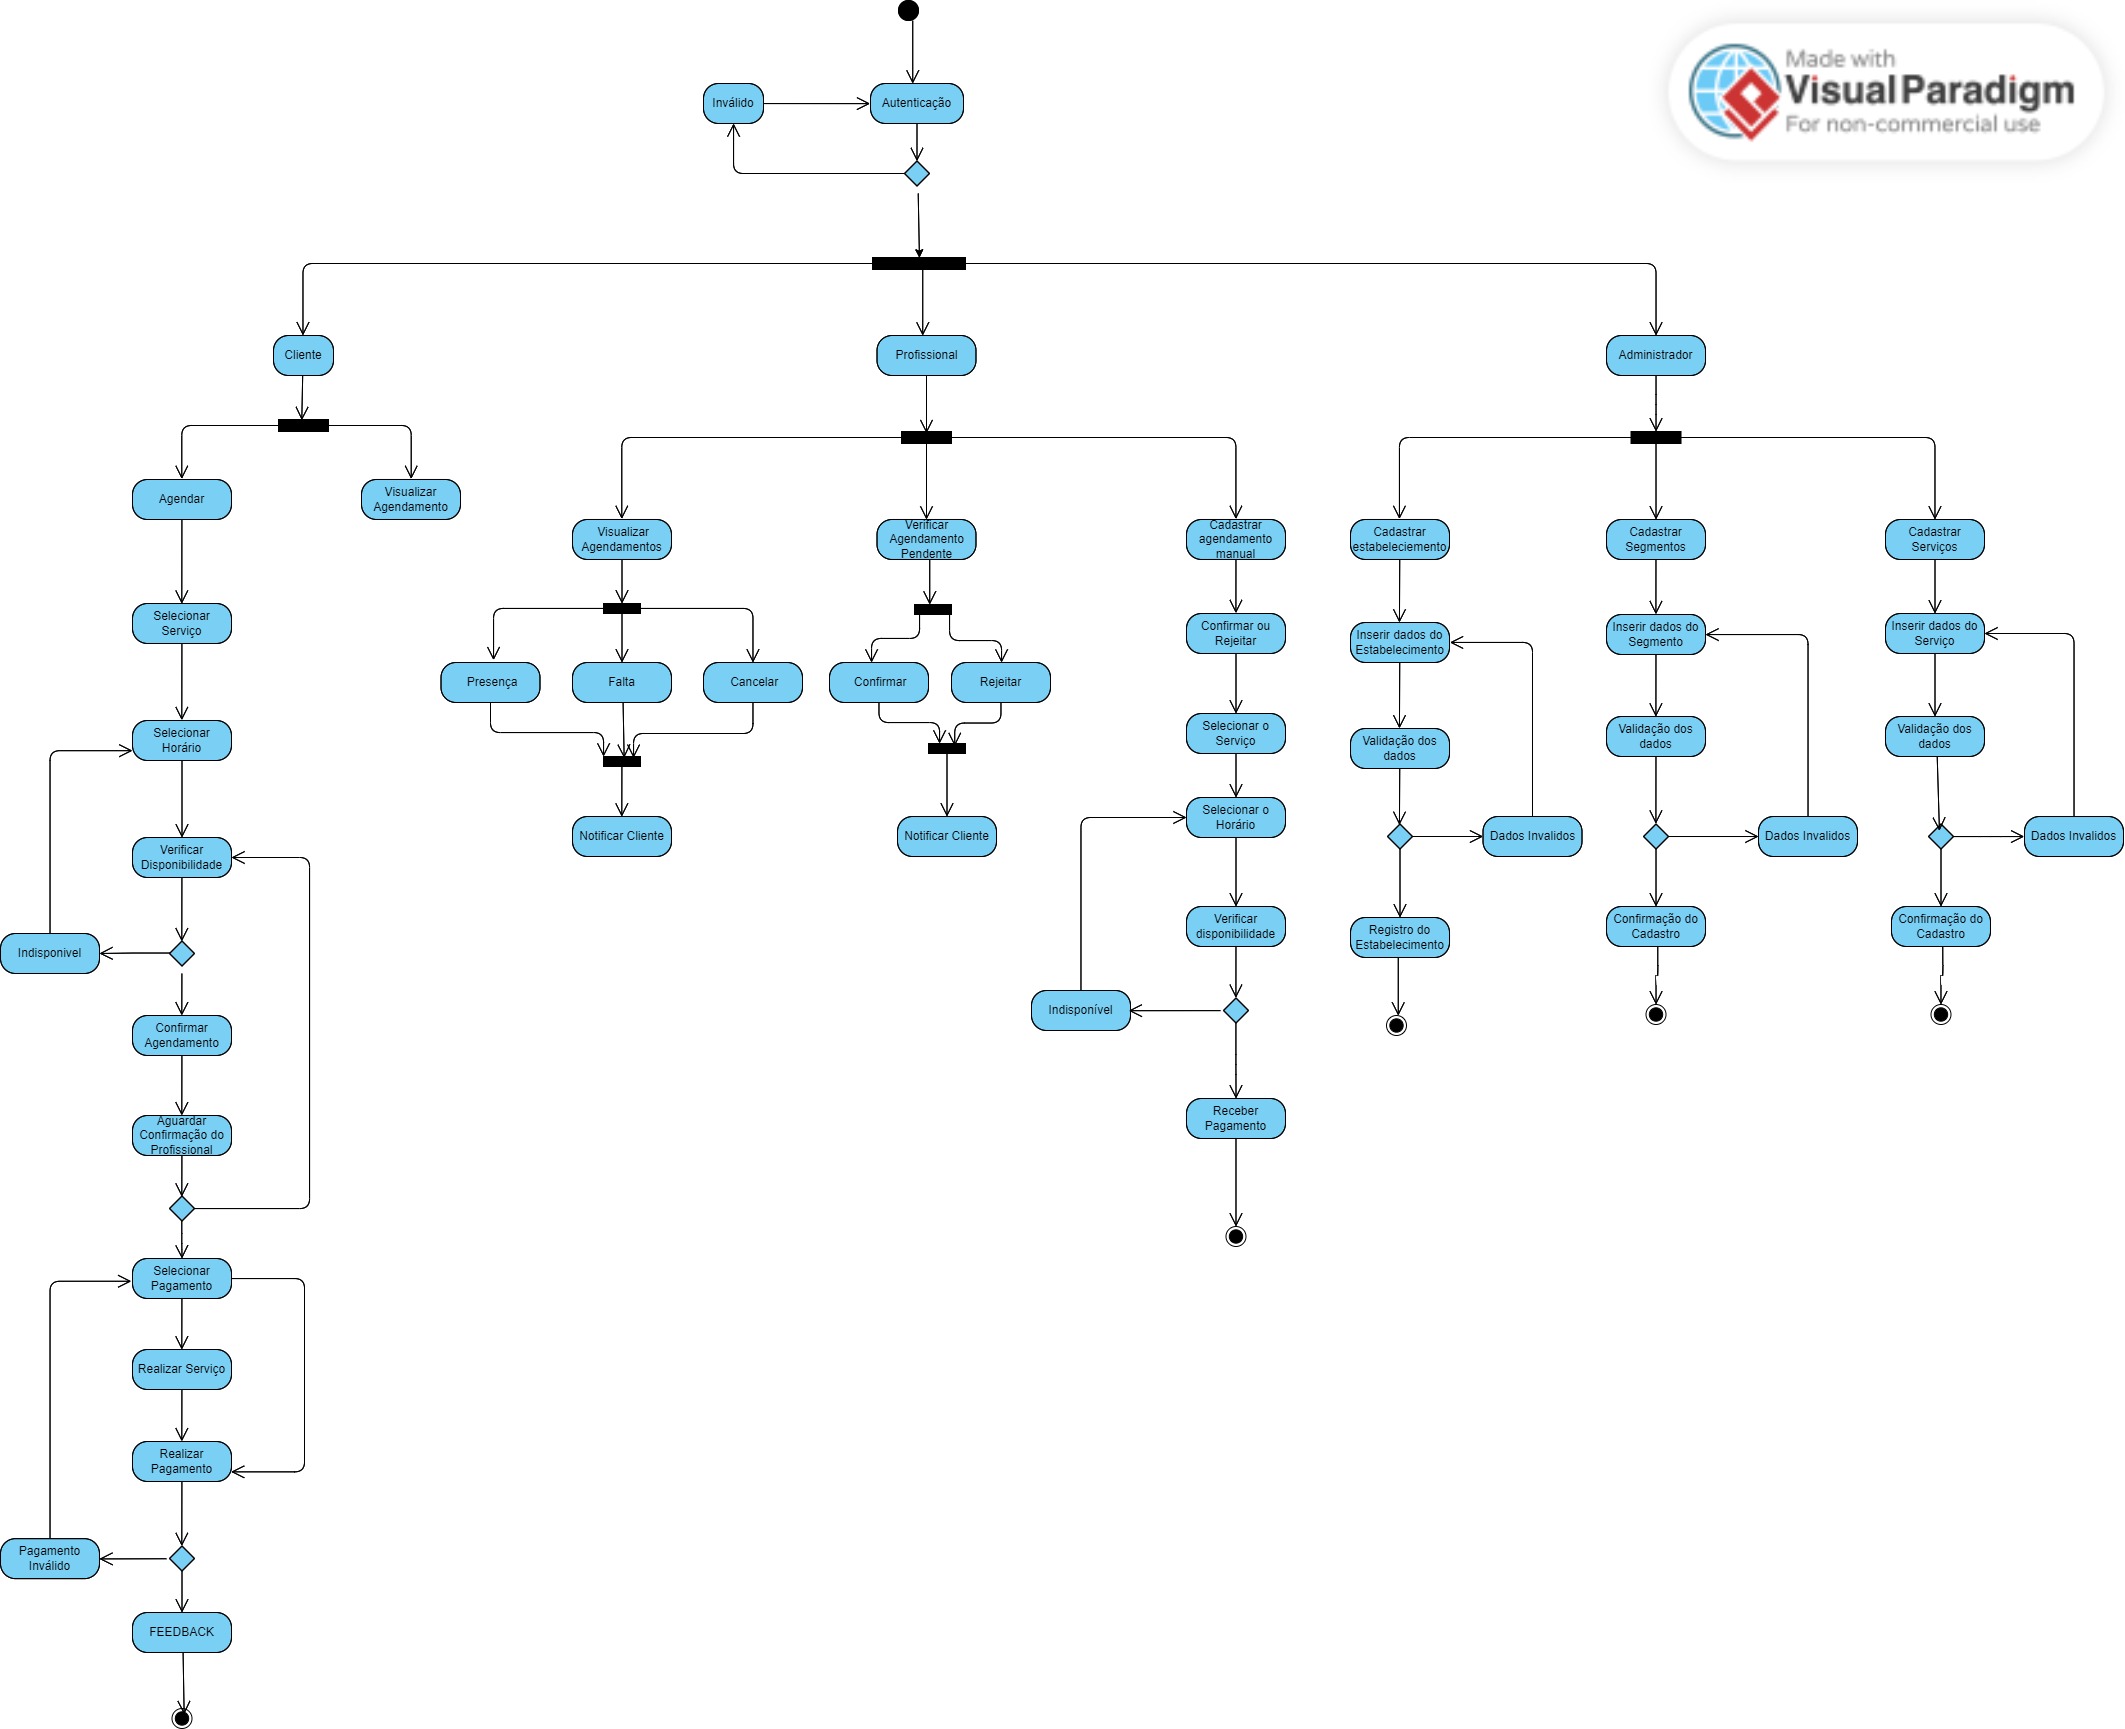 Made with
Visual Paradigm
For non-commercial use
Inválido
Autenticação
Cliente
Profissional
Administrador
Agendar
Visualizar
Agendamento
Visualizar
Agendamentos
Verificar
Agendamento
Pendente
Cadastrar
agendamento
manual
Cadastrar
estabeleciemento
Cadastrar
Segmentos
Cadastrar
Serviços
Selecionar
Serviço
Confirmar ou
Rejeitar
Inserir dados do
Estabelecimento
Inserir dados do
Segmento
Inserir dados do
Serviço
Presença
Falta
Cancelar
Confirmar
Rejeitar
Selecionar
Horário
Selecionar o
Serviço
Validação dos
dados
Validação dos
dados
Validação dos
dados
Selecionar o
Horário
Notificar Cliente
Notificar Cliente
Dados Invalidos
Dados Invalidos
Dados Invalidos
Verificar
Disponibilidade
Verificar
disponibilidade
Registro do
Estabelecimento
Confirmação do
Cadastro
Confirmação do
Cadastro
Indisponivel
Indisponível
Confirmar
Agendamento
Receber
Pagamento
Aguardar
Confirmação do
Profissional
Selecionar
Pagamento
Realizar Serviço
Realizar
Pagamento
Pagamento
Inválido
FEEDBACK